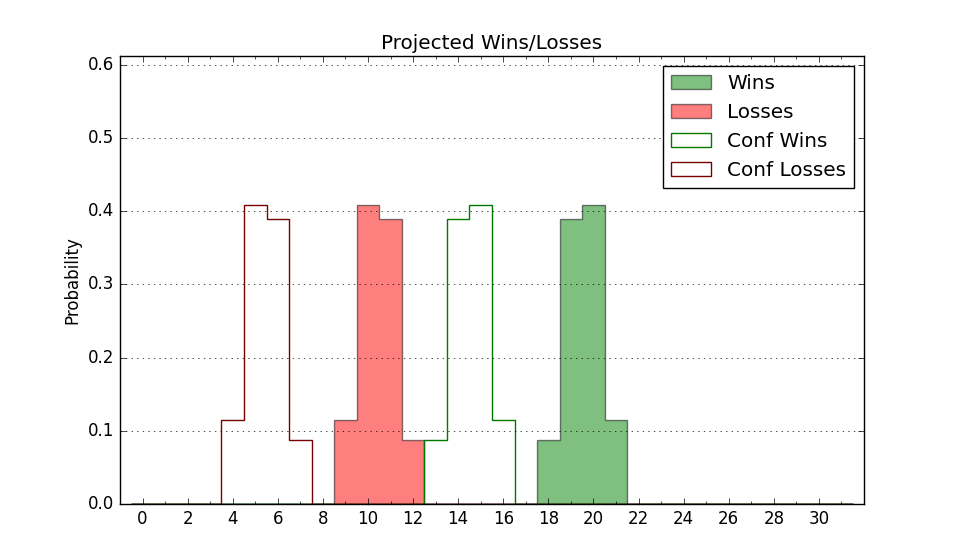 Projected Wins/Losses
0.6
0.5
0.4
0.3
0.2
0.1
0.0
Probability
Wins
Losses
Conf Wins
Conf Losses
0 2 4 6 8 10 12 14 16 18 20 22 24 26 28 30